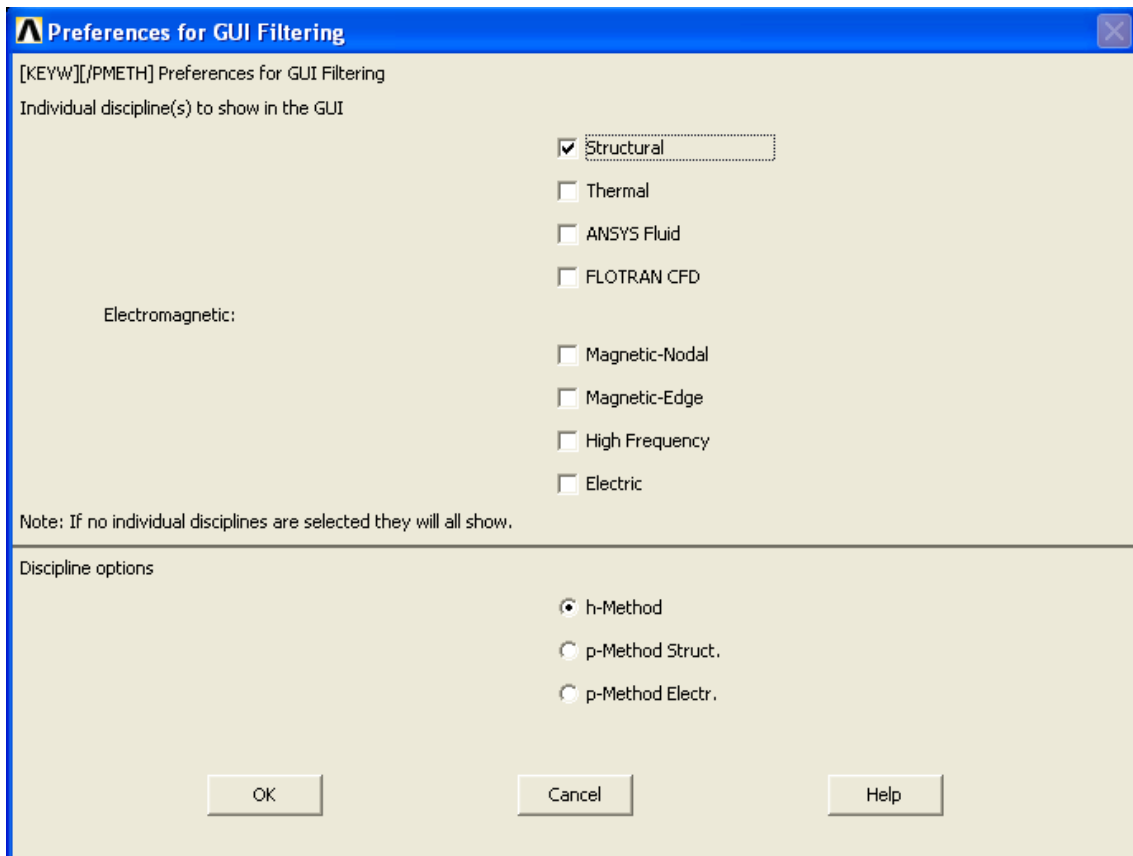 Preferences for GUI Filtering
[KEYW][/PMETH] Preferences for GUI Filtering
Individual discipline(s) to show in the GUI
Structural
Thermal
ANSYS Fluid
FLOTRAN CFD
Electromagnetic:
Magnetic-Nodal
Magnetic-Edge
High Frequency
Electric
Note: If no individual disciplines are selected they will all show.
Discipline options
h-Method
p-Method Struct.
p-Method Electr.
OK Cancel Help